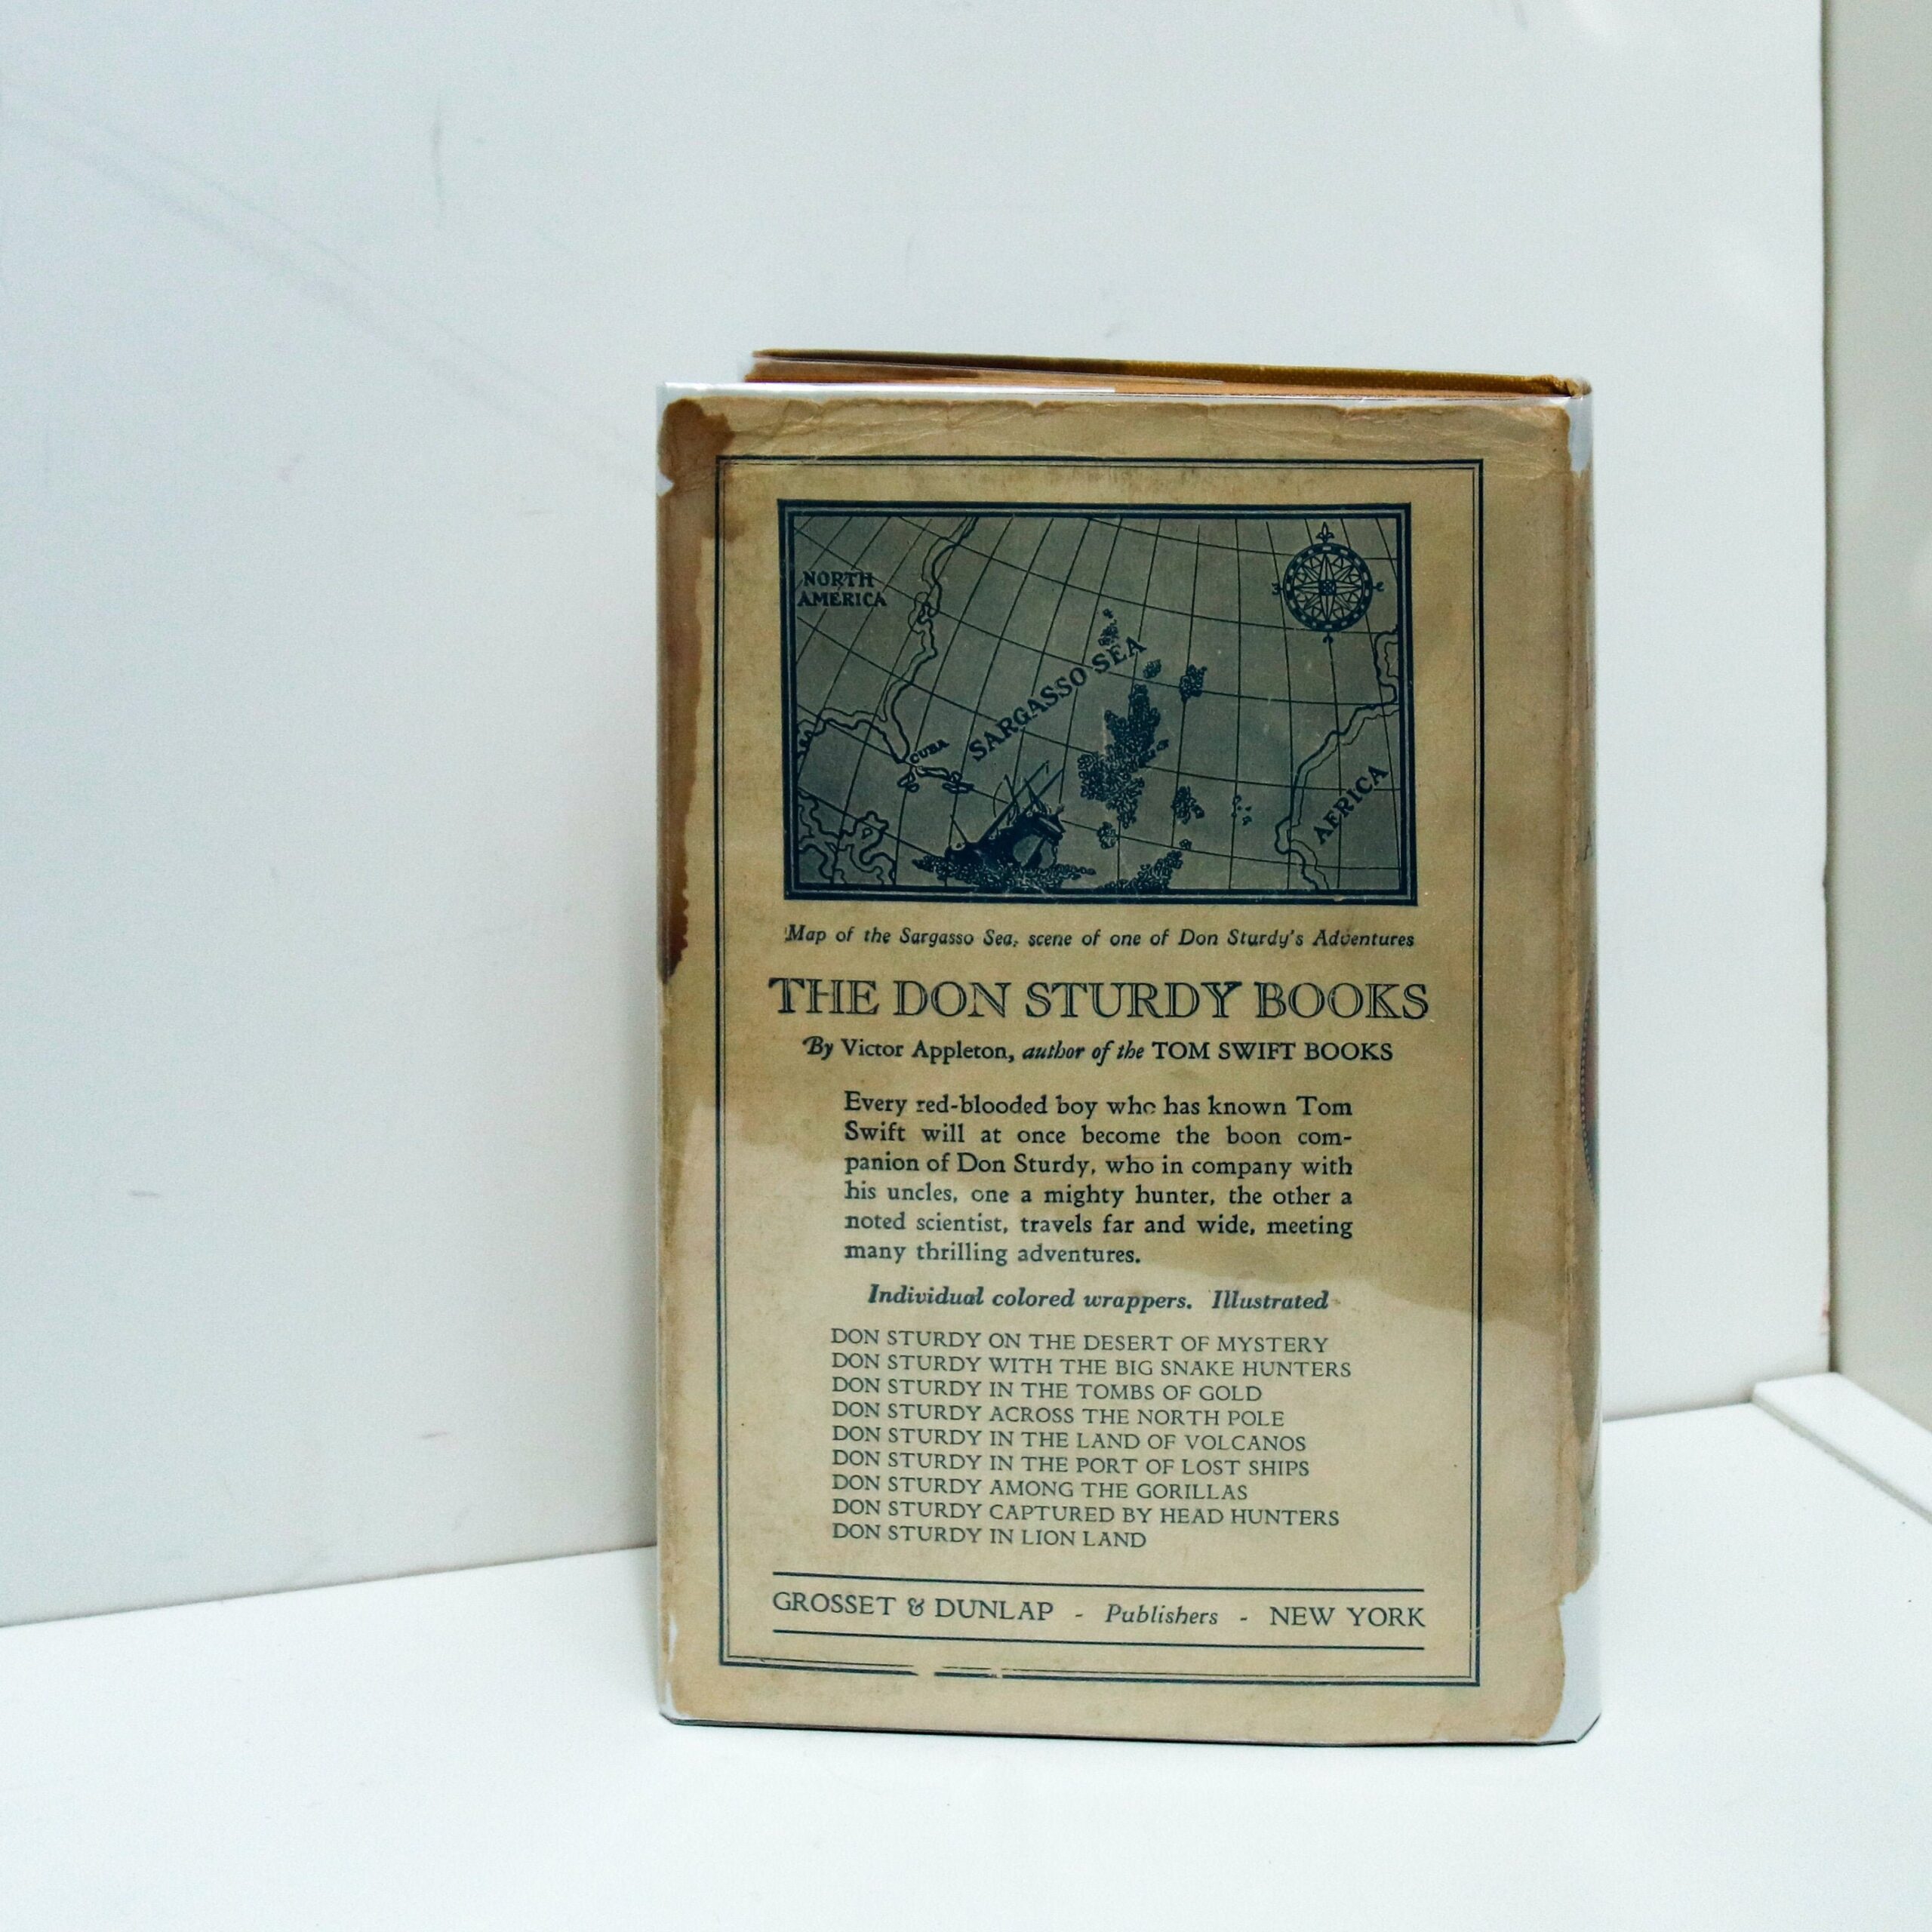 NORTH
AMERICA
SARGASSO SEA
CUBA
AFRICA
Map of the Sargasso Sea, scene of one of Don Sturdy's Adventures
THE DON STURDY BOOKS
By Victor Appleton, author of the TOM SWIFT BOOKS
Every red-blooded boy who has known Tom
Swift will at once become the boon com-
panion of Don Sturdy, who in company with
his uncles, one a mighty hunter, the other a
noted scientist, travels far and wide, meeting
many thrilling adventures.
Individual colored wrappers. Illustrated
DON STURDY ON THE DESERT OF MYSTERY
DON STURDY WITH THE BIG SNAKE HUNTERS
DON STURDY IN THE TOMBS OF GOLD
DON STURDY ACROSS THE NORTH POLE
DON STURDY IN THE LAND OF VOLCANOS
DON STURDY IN THE PORT OF LOST SHIPS
DON STURDY AMONG THE GORILLAS
DON STURDY CAPTURED BY HEAD HUNTERS
DON STURDY IN LION LAND
GROSSET & DUNLAP - Publishers - NEW YORK